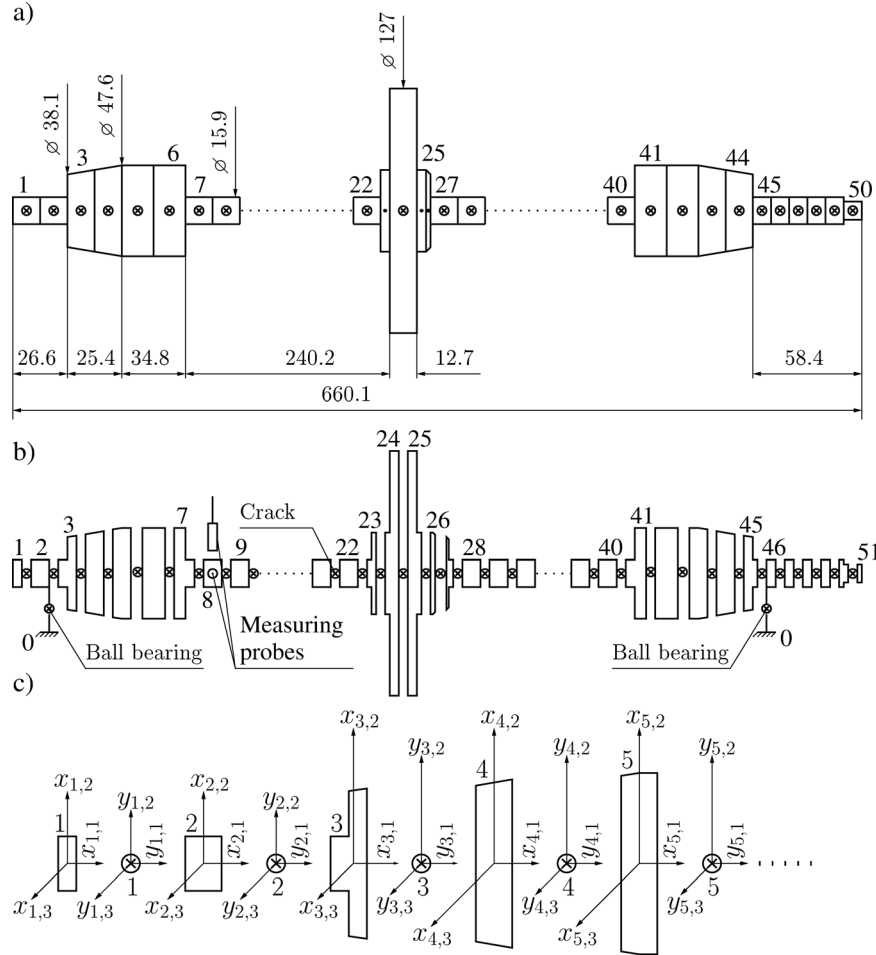 a)
∅ 127
∅ 38.1
∅ 47.6
∅ 15.9
1
3
6
7
22
25
27
40
41
44
45
50
26.6
25.4
34.8
240.2
12.7
58.4
660.1
b)
24 25
1 2
3
7
8
9
Crack
22
23
26
28
40
41
45
46
51
0
Ball bearing
Measuring
probes
Ball bearing
0
c)
x1,2
1
x1,1
x1,3
y1,2
y1,1
y1,3
1
x2,2
2
x2,1
x2,3
y2,2
y2,1
y2,3
2
x3,2
3
x3,1
x3,3
y3,2
y3,1
y3,3
3
x4,2
4
x4,1
x4,3
y4,2
y4,1
y4,3
4
x5,2
5
x5,1
x5,3
y5,2
y5,1
y5,3
5